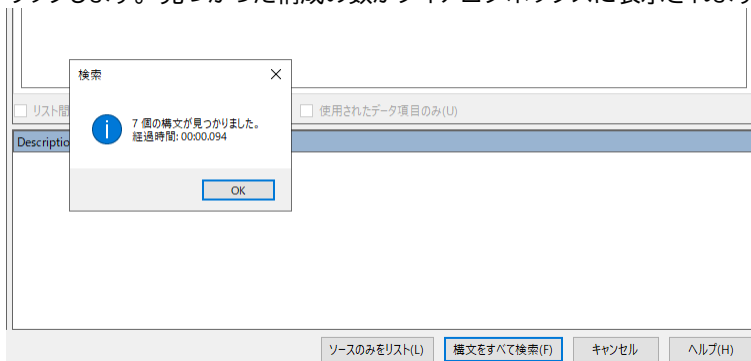 検索
リスト間
使用されたデータ項目のみ(U)
7 個の構文が見つかりました。
経過時間: 00:00.094
Descriptio
OK
ソースのみをリスト(L)
構文をすべて検索(F)
キャンセル
ヘルプ(H)